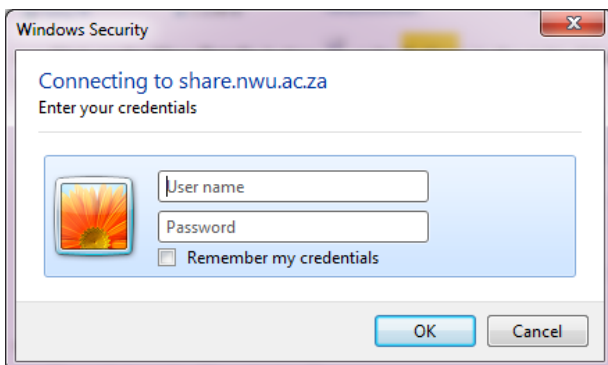 Windows Security
Connecting to share.nwu.ac.za
Enter your credentials
User name
Password
Remember my credentials
OK
Cancel